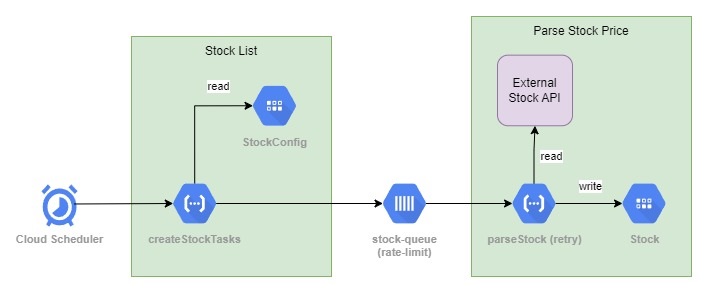 Stock List
read
StockConfig
Cloud Scheduler
createStockTasks
stock-queue
(rate-limit)
Parse Stock Price
External
Stock API
read
write
parseStock (retry)
Stock